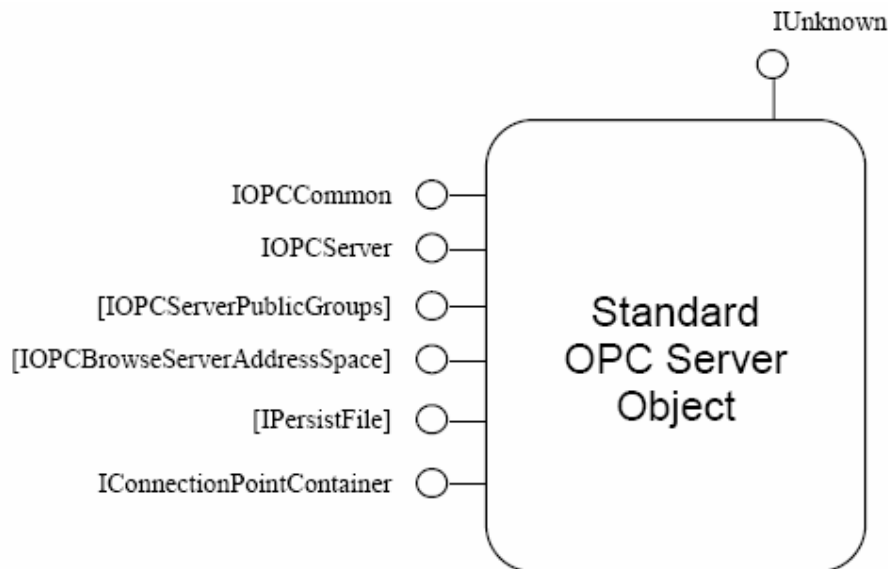 IUnknown
IOPCCommon
IOPCServer
[IOPCServerPublicGroups]
[IOPCBrowseServerAddressSpace]
[IPersistFile]
IConnectionPointContainer
Standard
OPC Server
Object